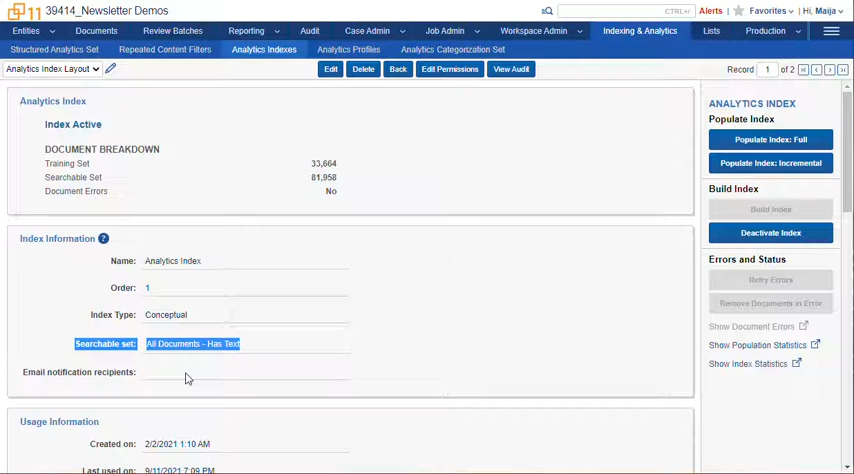 11 39414_Newsletter Demos CTRL+/ Alerts Favorites Hi, Maija
Entities Documents Review Batches Reporting Audit Case Admin Job Admin Workspace Admin Indexing & Analytics Lists Production
Structured Analytics Set Repeated Content Filters Analytics Indexes Analytics Profiles Analytics Categorization Set
Analytics Index Layout Edit Delete Back Edit Permissions View Audit Record 1 of 2
Analytics Index
Index Active
DOCUMENT BREAKDOWN
Training Set 33,664
Searchable Set 81,958
Document Errors No
Index Information ?
Name: Analytics Index
Order: 1
Index Type: Conceptual
Searchable set: All Documents - Has Text
Email notification recipients:
Usage Information
Created on: 2/2/2021 1:10 AM
Last used on: 9/11/2021 7:09 PM
ANALYTICS INDEX
Populate Index
Populate Index: Full
Populate Index: Incremental
Build Index
Build Index
Deactivate Index
Errors and Status
Retry Errors
Remove Documents in Error
Show Document Errors
Show Population Statistics
Show Index Statistics